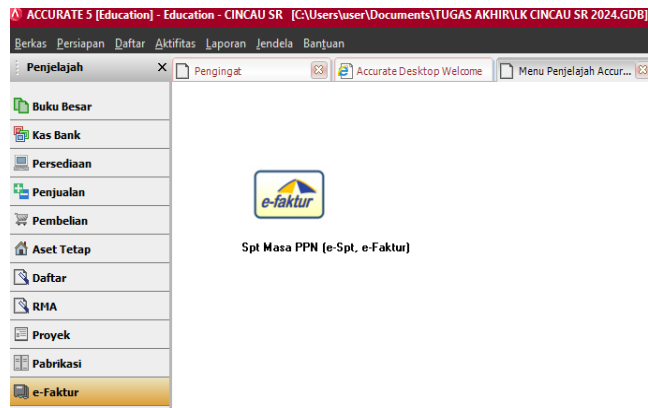 ACCURATE 5 [Education] - Education - CINCAU SR [C:\Users\user\Documents\TUGAS AKHIR\LK CINCAU SR 2024.GDB]
Berkas Persiapan Daftar Aktifitas Laporan Jendela Bantuan
Penjelajah X Pengingat Accurate Desktop Welcome Menu Penjelajah Accur...
Buku Besar
Kas Bank
Persediaan
Penjualan
Pembelian
Aset Tetap
Daftar
RMA
Proyek
Pabrikasi
e-Faktur
e-faktur
Spt Masa PPN (e-Spt, e-Faktur)